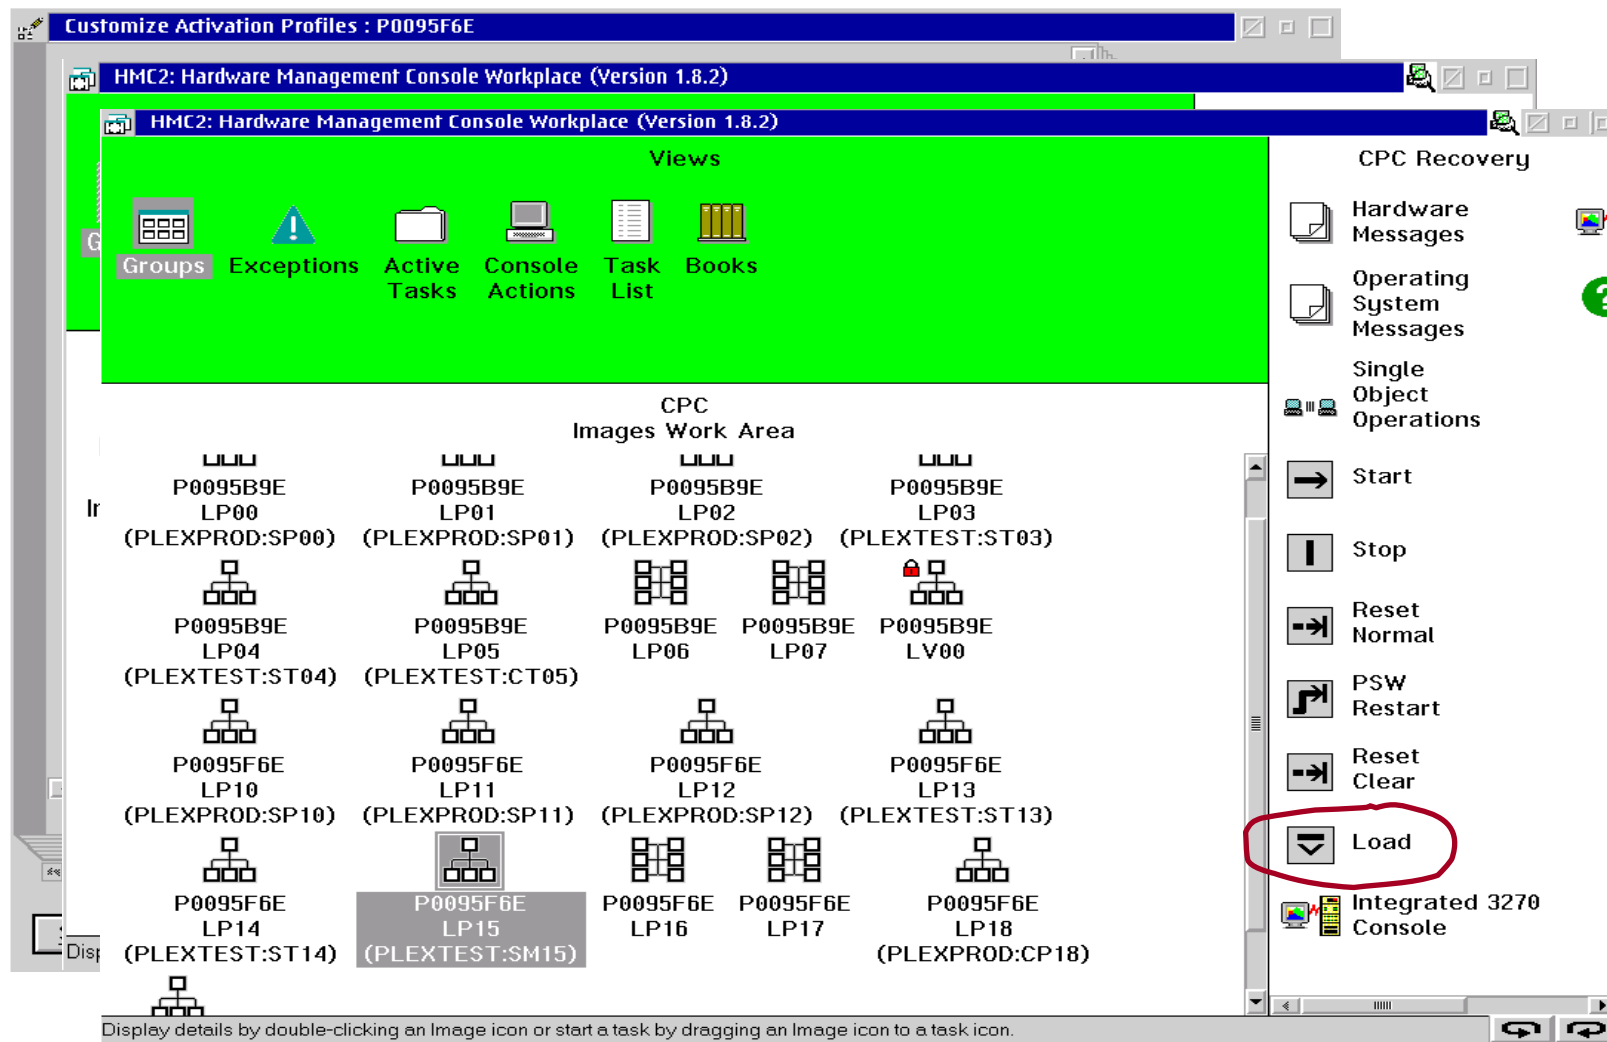 Customize Activation Profiles : P0095F6E
HMC2: Hardware Management Console Workplace (Version 1.8.2)
HMC2: Hardware Management Console Workplace (Version 1.8.2)
Views
Groups
Exceptions
Active
Tasks
Console
Actions
Task
List
Books
CPC
Images Work Area
P0095B9E
LP00
(PLEXPROD:SP00)
P0095B9E
LP01
(PLEXPROD:SP01)
P0095B9E
LP02
(PLEXPROD:SP02)
P0095B9E
LP03
(PLEXTEST:ST03)
P0095B9E
LP04
(PLEXTEST:ST04)
P0095B9E
LP05
(PLEXTEST:CT05)
P0095B9E
LP06
P0095B9E
LP07
P0095B9E
LV00
P0095F6E
LP10
(PLEXPROD:SP10)
P0095F6E
LP11
(PLEXPROD:SP11)
P0095F6E
LP12
(PLEXPROD:SP12)
P0095F6E
LP13
(PLEXTEST:ST13)
P0095F6E
LP14
(PLEXTEST:ST14)
P0095F6E
LP15
(PLEXTEST:SM15)
P0095F6E
LP16
P0095F6E
LP17
P0095F6E
LP18
(PLEXPROD:CP18)
CPC Recovery
Hardware
Messages
Operating
System
Messages
Single
Object
Operations
Start
Stop
Reset
Normal
PSW
Restart
Reset
Clear
Load
Integrated 3270
Console
Disp
Display details by double-clicking an Image icon or start a task by dragging an Image icon to a task icon.